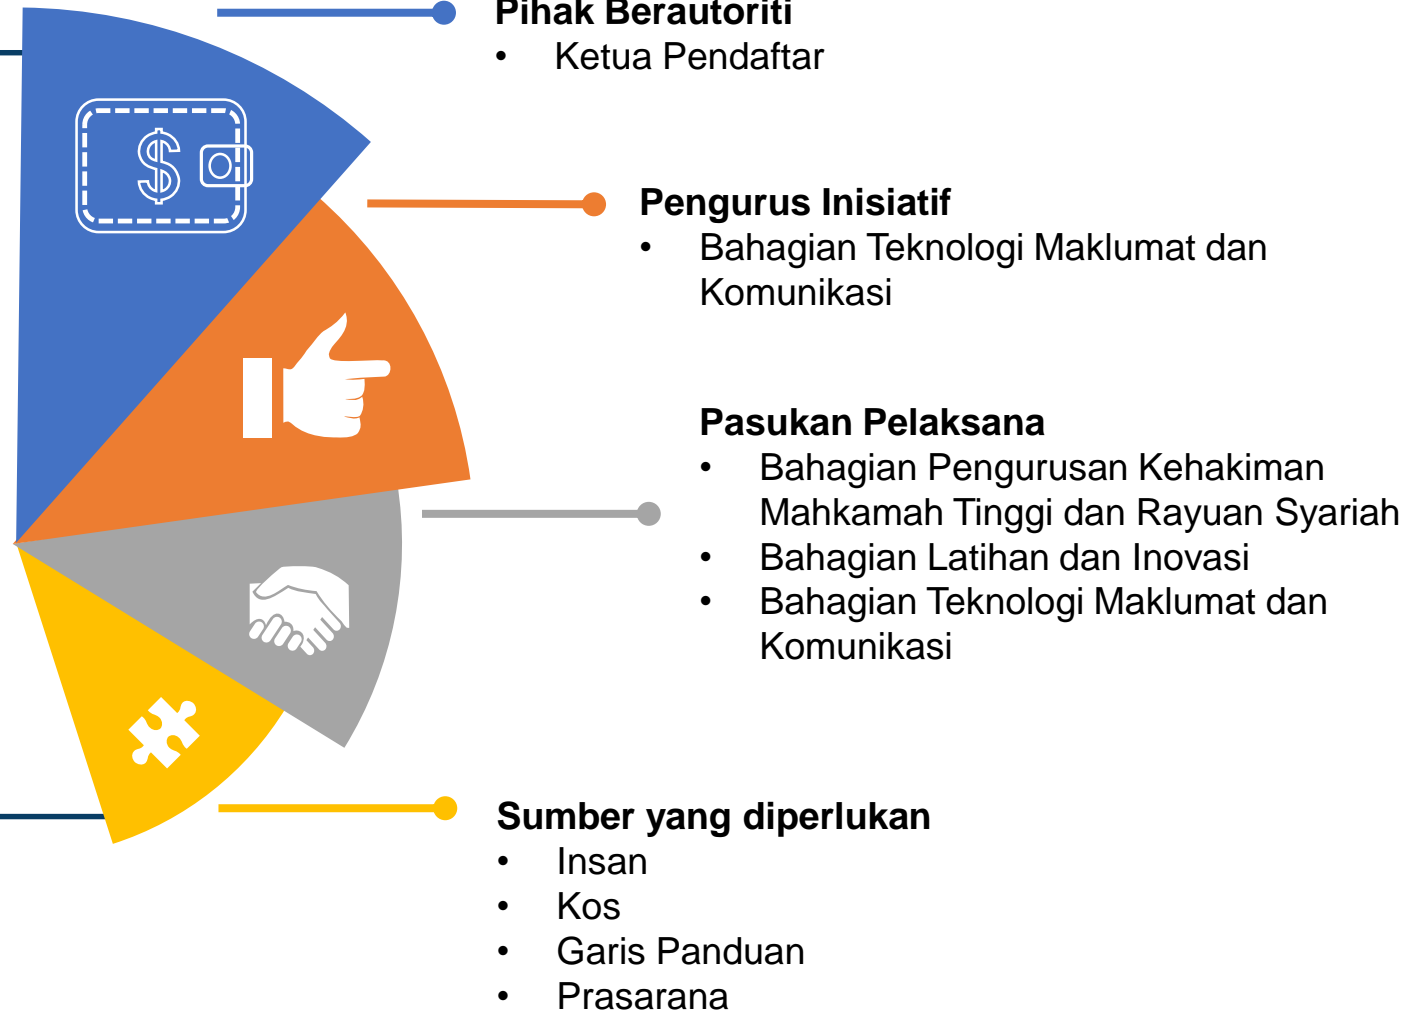 Pihak Berautoriti
• Ketua Pendaftar
$
Pengurus Inisiatif
• Bahagian Teknologi Maklumat dan
Komunikasi
Pasukan Pelaksana
• Bahagian Pengurusan Kehakiman
Mahkamah Tinggi dan Rayuan Syariah
• Bahagian Latihan dan Inovasi
• Bahagian Teknologi Maklumat dan
Komunikasi
Sumber yang diperlukan
• Insan
• Kos
• Garis Panduan
• Prasarana